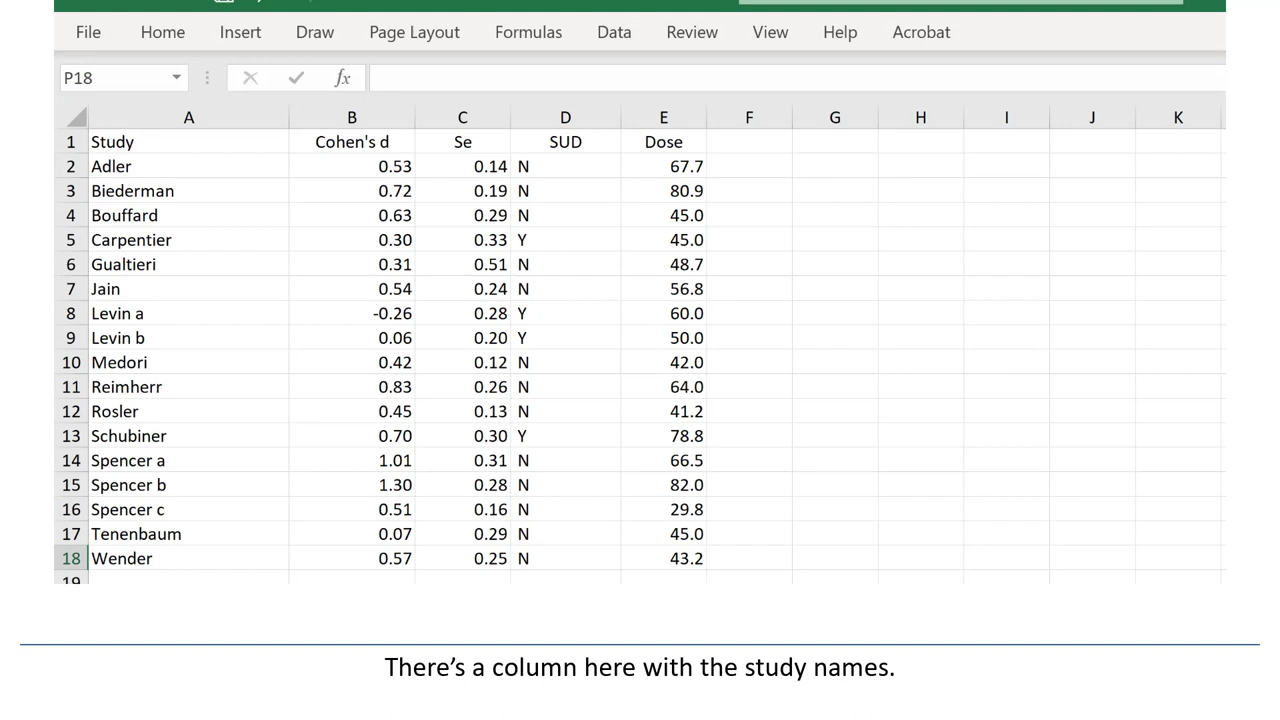 File Home Insert Draw Page Layout Formulas Data Review View Help Acrobat
P18 fx
A B C D E F G H I J K
1 Study Cohen's d Se SUD Dose
2 Adler 0.53 0.14 N 67.7
3 Biederman 0.72 0.19 N 80.9
4 Bouffard 0.63 0.29 N 45.0
5 Carpentier 0.30 0.33 Y 45.0
6 Gualtieri 0.31 0.51 N 48.7
7 Jain 0.54 0.24 N 56.8
8 Levin a -0.26 0.28 Y 60.0
9 Levin b 0.06 0.20 Y 50.0
10 Medori 0.42 0.12 N 42.0
11 Reimherr 0.83 0.26 N 64.0
12 Rosler 0.45 0.13 N 41.2
13 Schubiner 0.70 0.30 Y 78.8
14 Spencer a 1.01 0.31 N 66.5
15 Spencer b 1.30 0.28 N 82.0
16 Spencer c 0.51 0.16 N 29.8
17 Tenenbaum 0.07 0.29 N 45.0
18 Wender 0.57 0.25 N 43.2
19
There’s a column here with the study names.